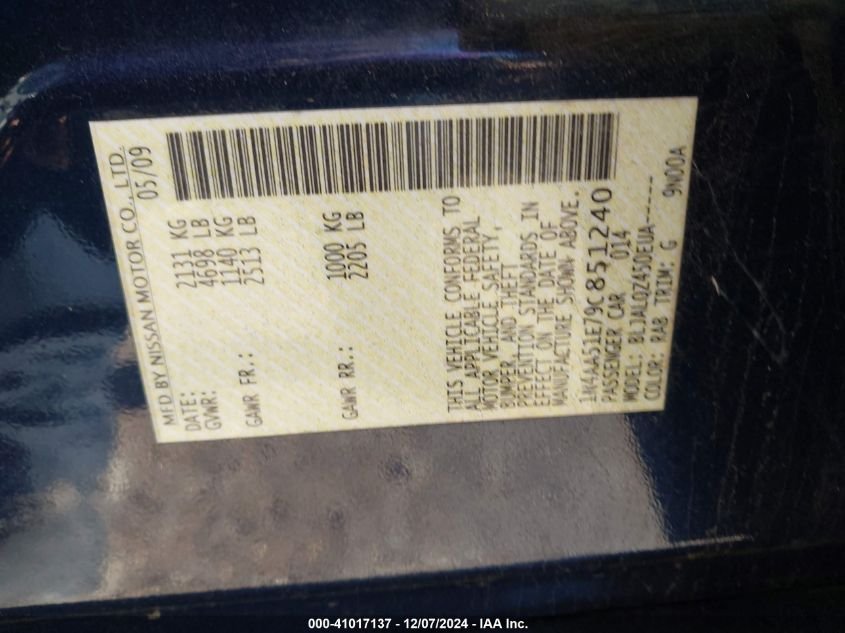 MFD BY NISSAN MOTOR CO., LTD.
DATE: 05/09
GVWR: 2131 KG
4698 LB
GAWR FR.: 1140 KG
2513 LB
GAWR RR.: 1000 KG
2205 LB
THIS VEHICLE CONFORMS TO
ALL APPLICABLE FEDERAL
MOTOR VEHICLE SAFETY,
BUMPER, AND THEFT
PREVENTION STANDARDS IN
EFFECT ON THE DATE OF
MANUFACTURE SHOWN ABOVE.
1N4AA51E79C851240
PASSENGER CAR 014
MODEL: BLJALQZ450EUA------
COLOR: RAB TRIM: G 9N00A
000-41017137 - 12/07/2024 - IAA Inc.